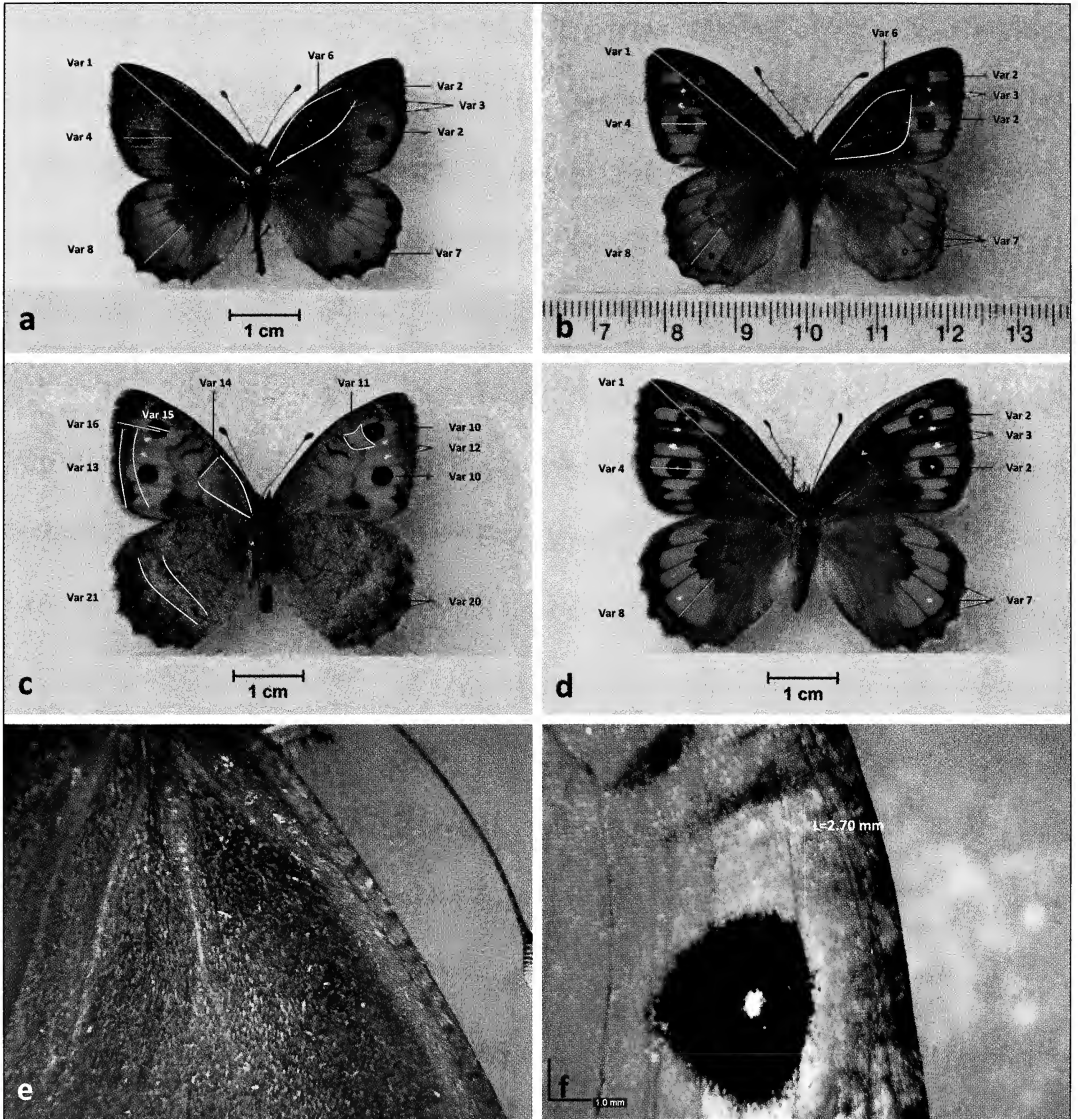 Var 1
Var 6
Var 2
Var 3
Var 4
Var 2
Var 8
Var 7
a
1 cm
Var 1
Var 6
Var 2
Var 3
Var 4
Var 2
Var 8
Var 7
b
7 8 9 10 11 12 13
Var 14
Var 11
Var 16
Var 15
Var 10
Var 12
Var 13
Var 10
Var 21
Var 20
c
1 cm
Var 1
Var 2
Var 3
Var 4
Var 2
Var 8
Var 7
d
1 cm
e
L=2.70 mm
f
1.0 mm